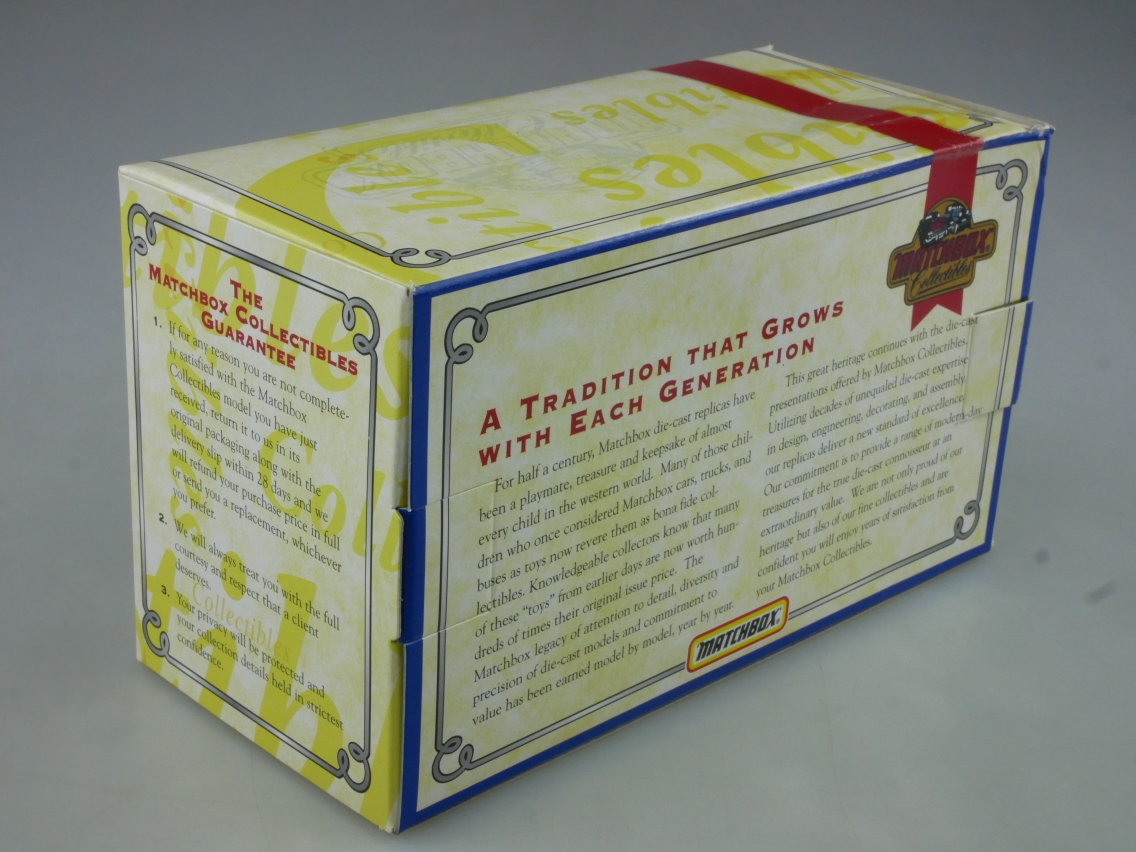 THE
MATCHBOX COLLECTIBLES
GUARANTEE
1. If for any reason you are not complete-
ly satisfied with the Matchbox
Collectibles model you have just
received, return it to us in its
original packaging along with the
delivery slip within 28 days and we
will refund your purchase price in full
or send you a replacement, whichever
you prefer.
2. We will always treat you with the full
courtesy and respect that a client
deserves.
3. Your privacy will be protected and
your collection details held in strictest
confidence.
Collectibles
A TRADITION THAT GROWS
WITH EACH GENERATION
For half a century, Matchbox die-cast replicas have
been a playmate, treasure and keepsake of almost
every child in the western world. Many of those chil-
dren who once considered Matchbox cars, trucks, and
buses as toys now revere them as bona fide col-
lectibles. Knowledgeable collectors know that many
of these "toys" from earlier days are now worth hun-
dreds of times their original issue price. The
Matchbox legacy of attention to detail, diversity and
precision of die-cast models and commitment to
value has been earned model by model, year by year.
This great heritage continues with the die-cast
presentations offered by Matchbox Collectibles.
Utilizing decades of unequaled die-cast expertise
in design, engineering, decorating, and assembly,
our replicas deliver a new standard of excellence.
Our commitment is to provide a range of modern-day
treasures for the true die-cast connoisseur at an
extraordinary value. We are not only proud of our
heritage but also of our fine collectibles and are
confident you will enjoy years of satisfaction from
your Matchbox Collectibles.
MATCHBOX
Collectibles
MATCHBOX